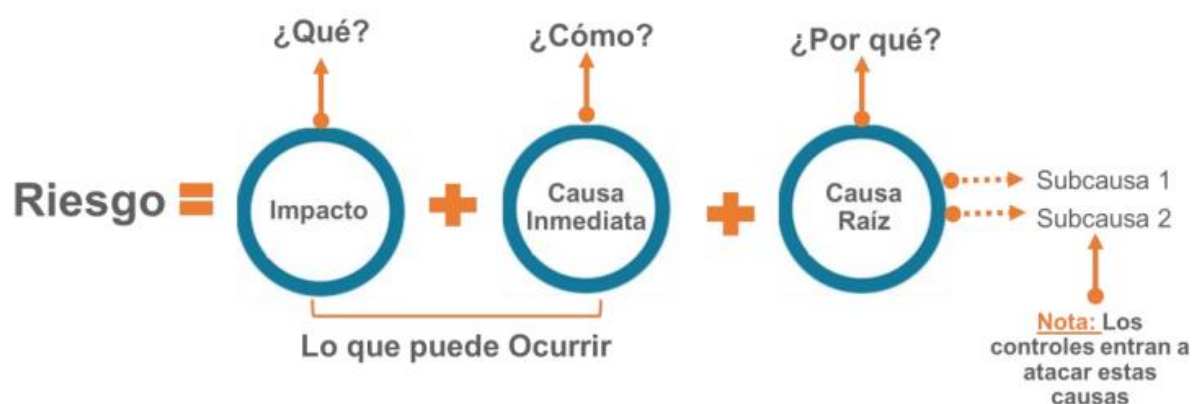 ¿Qué?
¿Cómo?
¿Por qué?
Riesgo =
Impacto
+
Causa
Inmediata
+
Causa
Raíz
Subcausa 1
Subcausa 2
Lo que puede Ocurrir
Nota: Los
controles entran a
atacar estas
causas